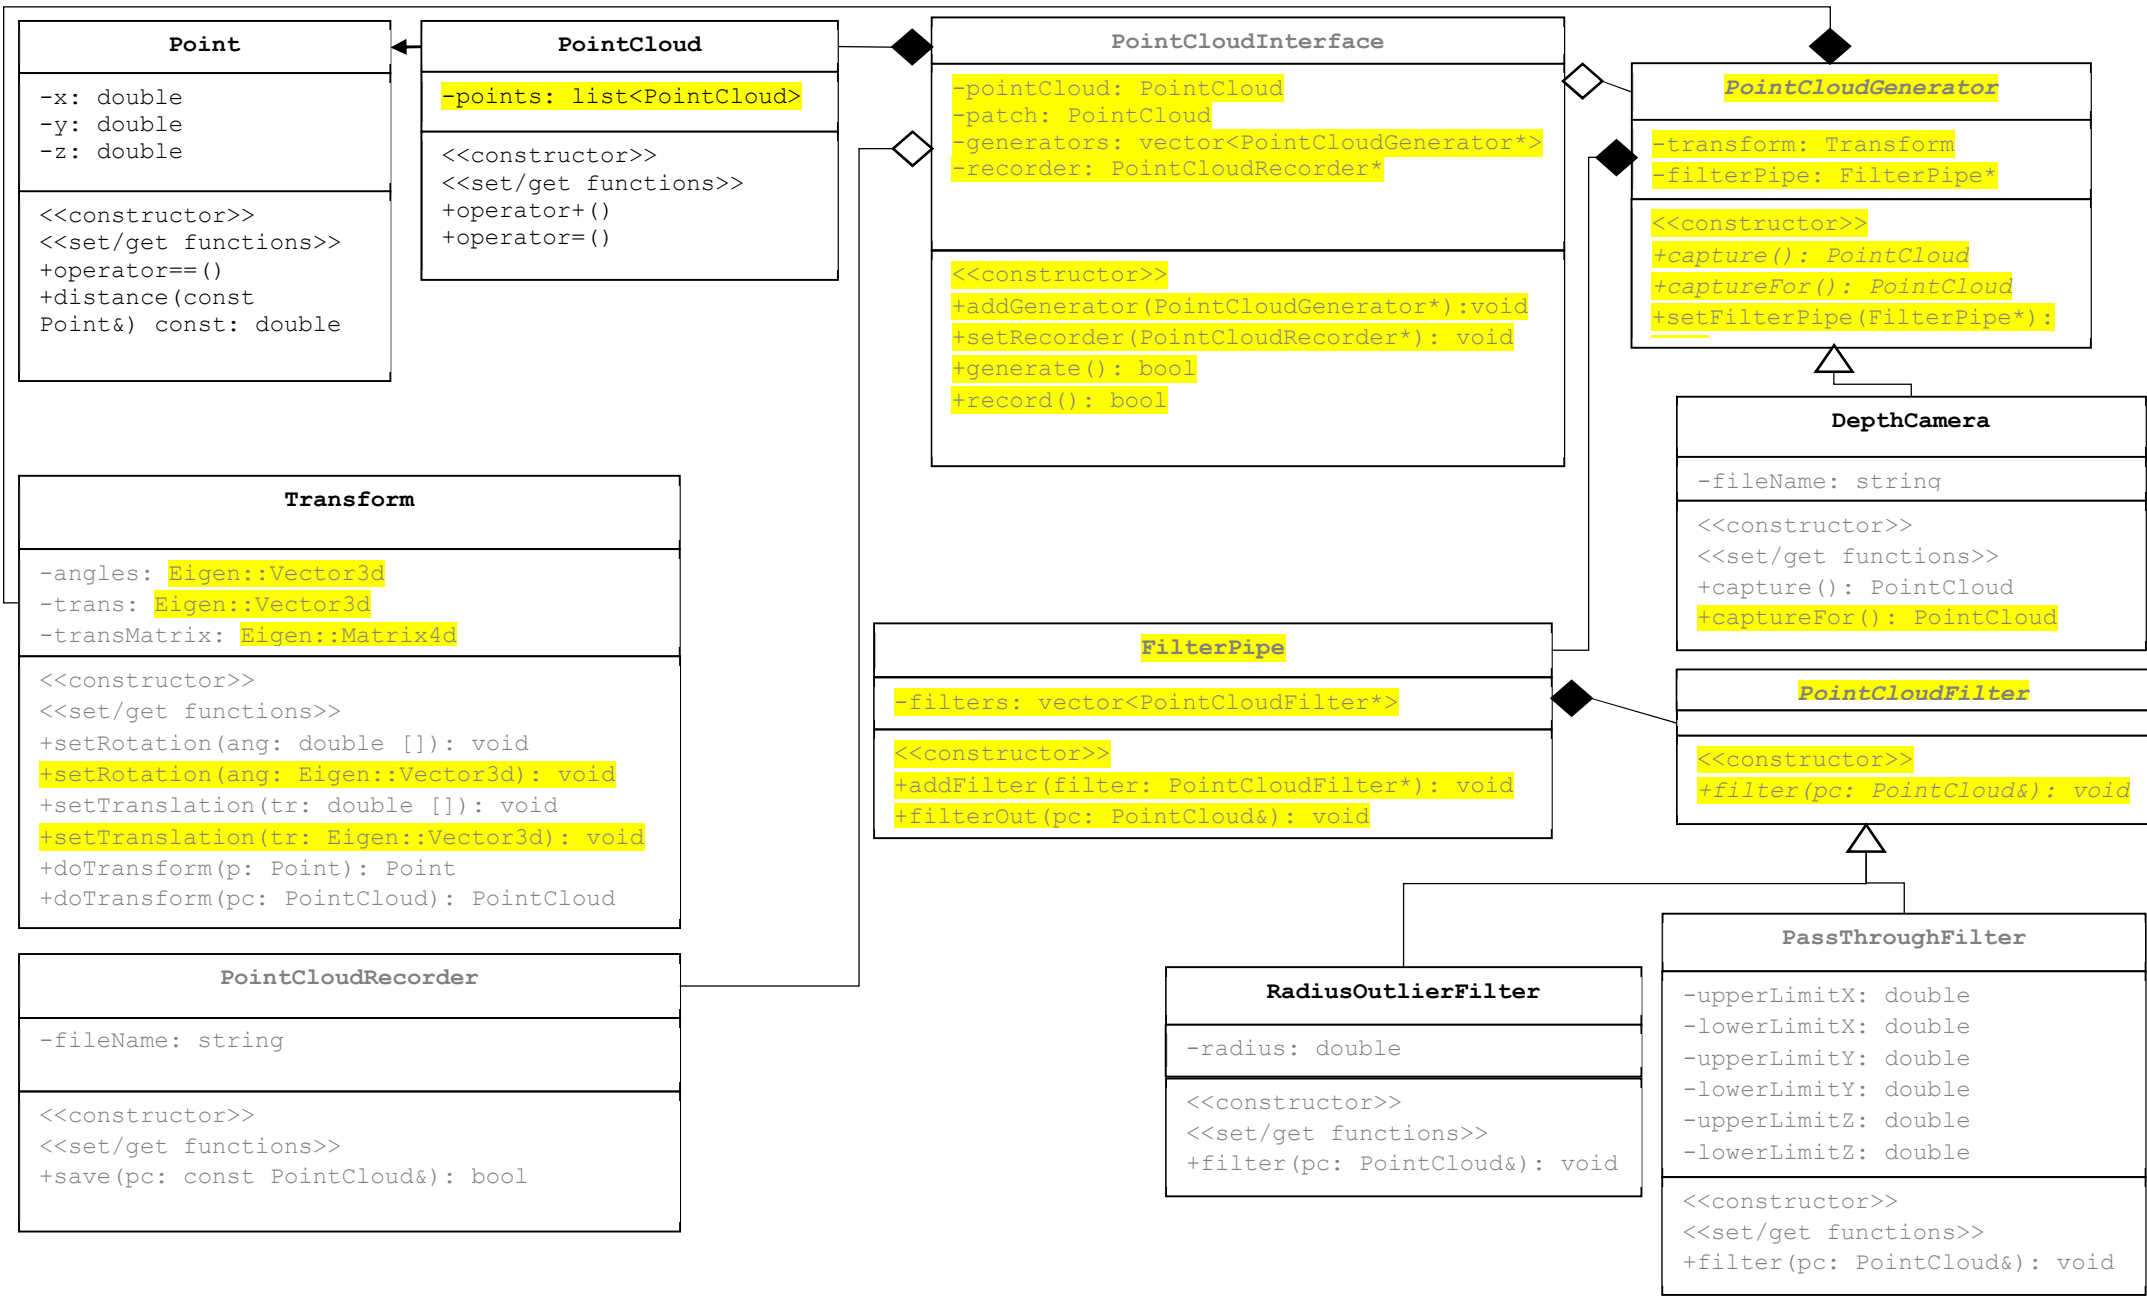 Point
-x: double
-y: double
-z: double
<<constructor>>
<<set/get functions>>
+operator==()
+distance(const
Point&) const: double
PointCloud
-points: list<PointCloud>
<<constructor>>
<<set/get functions>>
+operator+()
+operator=()
PointCloudInterface
-pointCloud: PointCloud
-patch: PointCloud
-generators: vector<PointCloudGenerator*>
-recorder: PointCloudRecorder*
<<constructor>>
+addGenerator(PointCloudGenerator*):void
+setRecorder(PointCloudRecorder*): void
+generate(): bool
+record(): bool
PointCloudGenerator
-transform: Transform
-filterPipe: FilterPipe*
<<constructor>>
+capture(): PointCloud
+captureFor(): PointCloud
+setFilterPipe(FilterPipe*):
DepthCamera
-fileName: string
<<constructor>>
<<set/get functions>>
+capture(): PointCloud
+captureFor(): PointCloud
Transform
-angles: Eigen::Vector3d
-trans: Eigen::Vector3d
-transMatrix: Eigen::Matrix4d
<<constructor>>
<<set/get functions>>
+setRotation(ang: double []): void
+setRotation(ang: Eigen::Vector3d): void
+setTranslation(tr: double []): void
+setTranslation(tr: Eigen::Vector3d): void
+doTransform(p: Point): Point
+doTransform(pc: PointCloud): PointCloud
FilterPipe
-filters: vector<PointCloudFilter*>
<<constructor>>
+addFilter(filter: PointCloudFilter*): void
+filterOut(pc: PointCloud&): void
PointCloudFilter
<<constructor>>
+filter(pc: PointCloud&): void
PointCloudRecorder
-fileName: string
<<constructor>>
<<set/get functions>>
+save(pc: const PointCloud&): bool
RadiusOutlierFilter
-radius: double
<<constructor>>
<<set/get functions>>
+filter(pc: PointCloud&): void
PassThroughFilter
-upperLimitX: double
-lowerLimitX: double
-upperLimitY: double
-lowerLimitY: double
-upperLimitZ: double
-lowerLimitZ: double
<<constructor>>
<<set/get functions>>
+filter(pc: PointCloud&): void